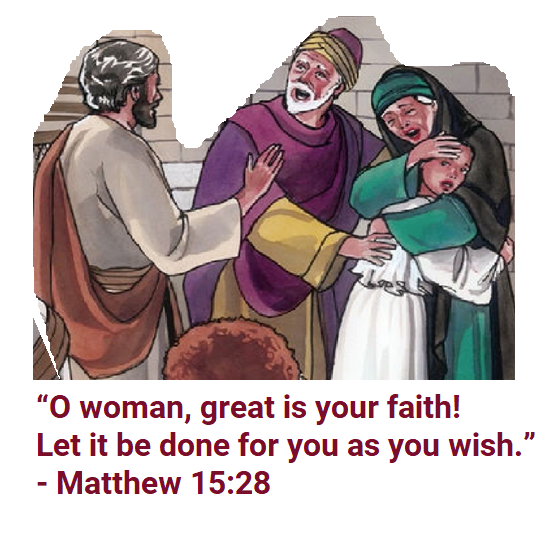 “O woman, great is your faith!
Let it be done for you as you wish.”
- Matthew 15:28